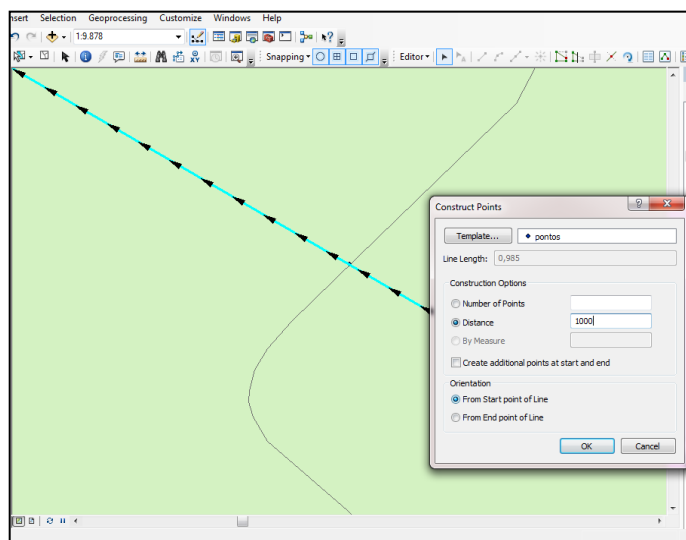 nsert Selection Geoprocessing Customize Windows Help
1:9.878
Snapping Editor
Construct Points
Template... pontos
Line Length: 0,985
Construction Options
Number of Points
Distance 1000
By Measure
Create additional points at start and end
Orientation
From Start point of Line
From End point of Line
OK Cancel